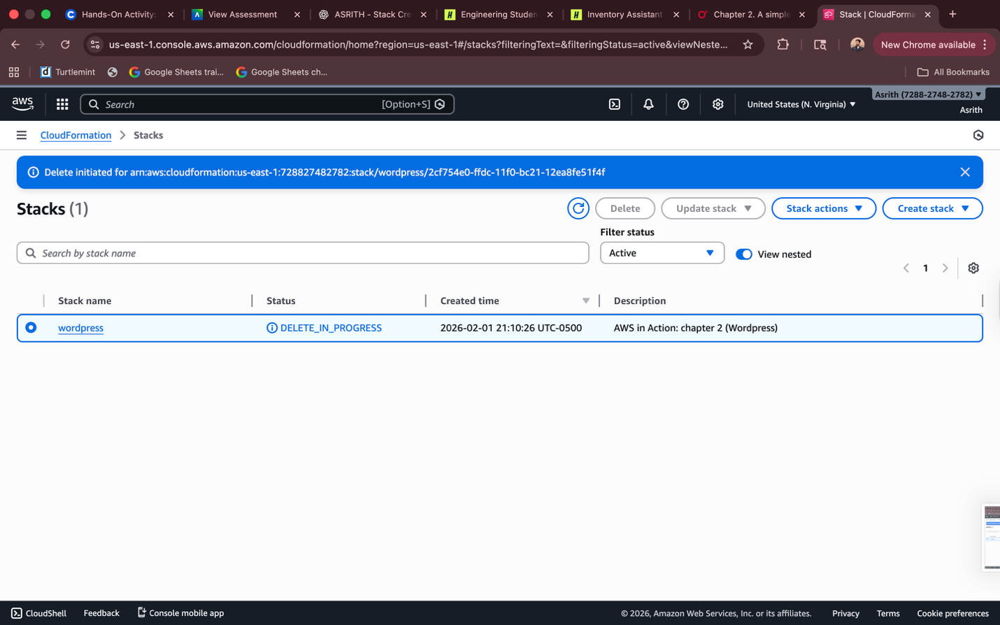 Hands-On Activity:
View Assessment
ASRITH - Stack Cre
Engineering Studen
Inventory Assistant
Chapter 2. A simple
Stack | CloudForma
us-east-1.console.aws.amazon.com/cloudformation/home?region=us-east-1#/stacks?filteringText=&filteringStatus=active&viewNeste...
New Chrome available
Turtlemint
Google Sheets trai...
Google Sheets ch...
All Bookmarks
aws
Search
[Option+S]
United States (N. Virginia)
Asrith (7288-2748-2782)
Asrith
CloudFormation
Stacks
Delete initiated for arn:aws:cloudformation:us-east-1:728827482782:stack/wordpress/2cf754e0-ffdc-11f0-bc21-12ea8fe51f4f
Stacks (1)
Delete
Update stack
Stack actions
Create stack
Filter status
Search by stack name
Active
View nested
1
Stack name
Status
Created time
Description
wordpress
DELETE_IN_PROGRESS
2026-02-01 21:10:26 UTC-0500
AWS in Action: chapter 2 (Wordpress)
CloudShell
Feedback
Console mobile app
© 2026, Amazon Web Services, Inc. or its affiliates.
Privacy
Terms
Cookie preferences